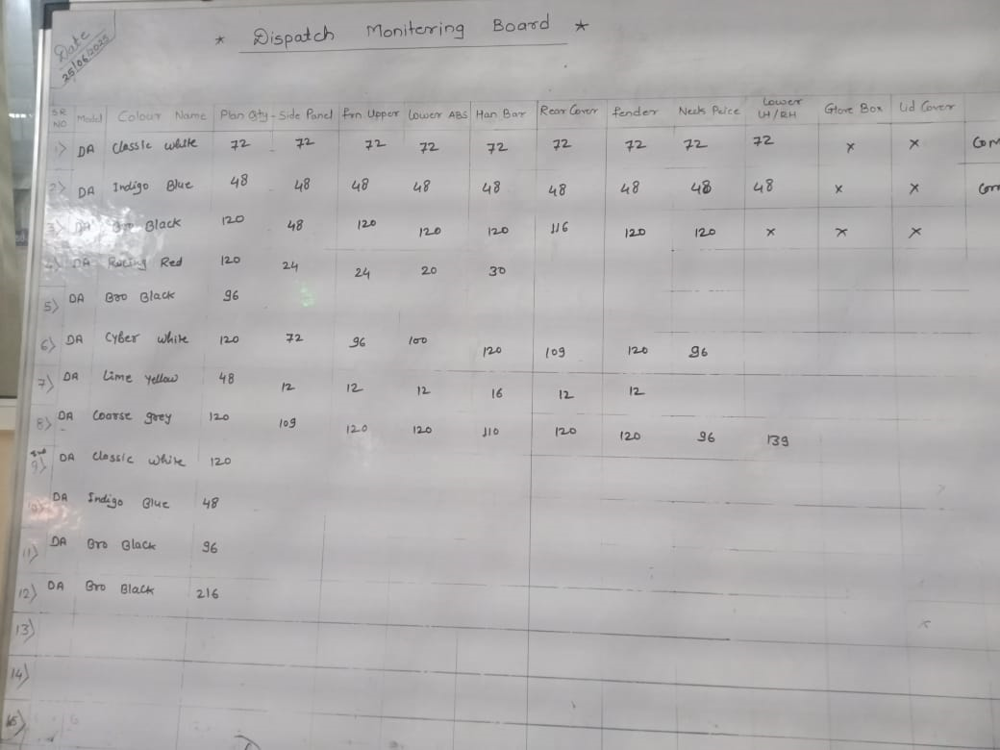 Date
25/06/2025
* Dispatch Monitering Board *
SR NO Model Colour Name Plan Qty- Side Panel Frn Upper Lower ABS Han Bar Rear Cover fender Neck Peice Lower LH/RH Glove Box Lid Cover
1) DA Classic white 72 72 72 72 72 72 72 72 72 x x Com
2) DA Indigo Blue 48 48 48 48 48 48 48 48 48 x x Com
3) DA Bro Black 120 48 120 120 120 116 120 120 x x x
4) DA Racing Red 120 24 24 20 30
5) DA Bro Black 96
6) DA Cyber white 120 72 96 100 120 109 120 96
7) DA Lime Yellow 48 12 12 12 16 12 12
8) DA Coarse grey 120 109 120 120 110 120 120 96 139
9) DA Classic White 120
10) DA Indigo Blue 48
11) DA Bro Black 96
12) DA Bro Black 216
13)
14)
15)